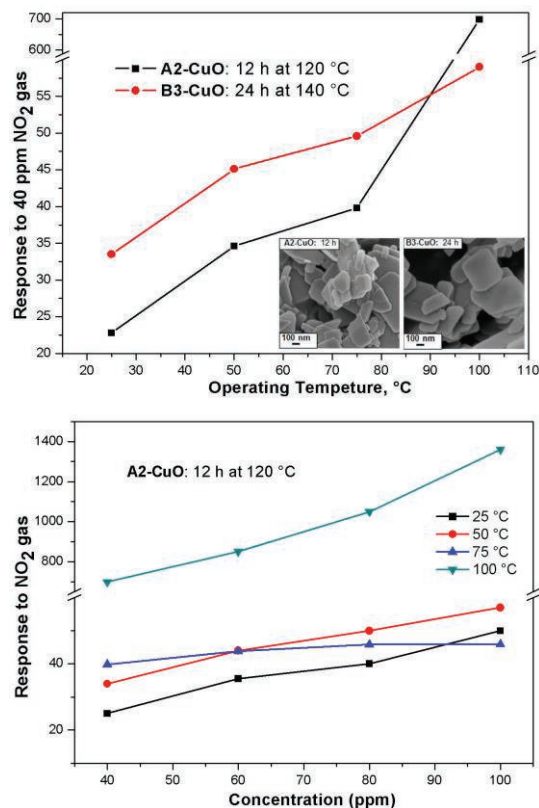 700
600
55
50
45
40
35
30
25
20
Response to 40 ppm NO2 gas
A2-CuO: 12 h at 120 °C
B3-CuO: 24 h at 140 °C
A2-CuO: 12 h
100 nm
B3-CuO: 24 h
100 nm
20 30 40 50 60 70 80 90 100 110
Operating Tempeture, °C
1400
1200
1000
800
40
20
Response to NO2 gas
A2-CuO: 12 h at 120 °C
25 °C
50 °C
75 °C
100 °C
40 50 60 70 80 90 100
Concentration (ppm)